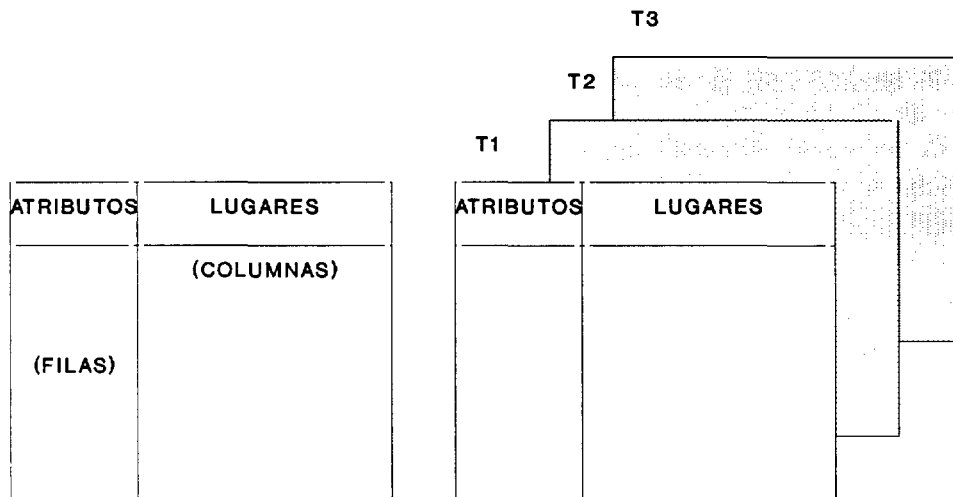 T3
T2
T1
ATRIBUTOS LUGARES
(COLUMNAS)
(FILAS)
ATRIBUTOS LUGARES